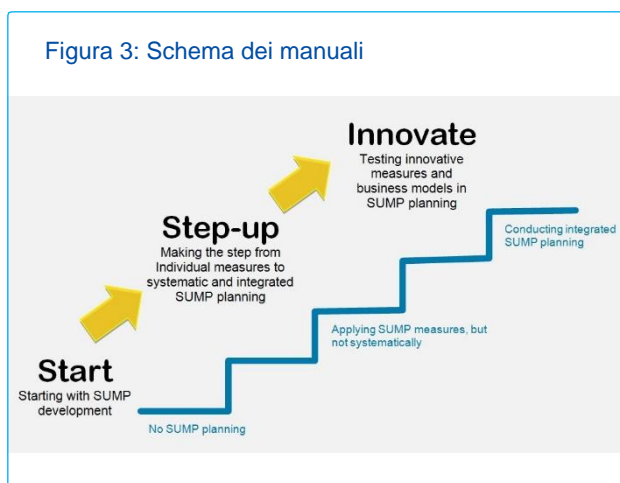 Figura 3: Schema dei manuali
Innovate
Testing innovative
measures and
business models in
SUMP planning
Step-up
Making the step from
Individual measures to
systematic and integrated
SUMP planning
Conducting integrated
SUMP planning
Applying SUMP measures, but
not systematically
Start
Starting with SUMP
development
No SUMP planning